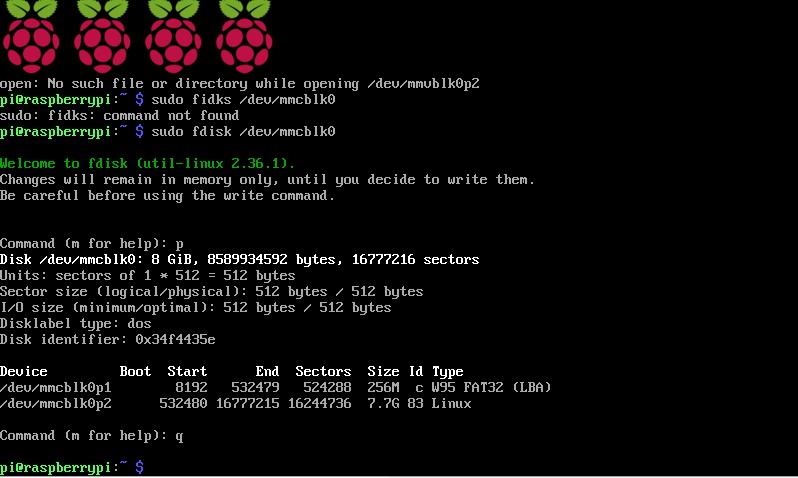 open: No such file or directory while opening /dev/mmvblk0p2
pi@raspberrypi:~ $ sudo fidks /dev/mmcblk0
sudo: fidks: command not found
pi@raspberrypi:~ $ sudo fdisk /dev/mmcblk0
Welcome to fdisk (util-linux 2.36.1).
Changes will remain in memory only, until you decide to write them.
Be careful before using the write command.
Command (m for help): p
Disk /dev/mmcblk0: 8 GiB, 8589934592 bytes, 16777216 sectors
Units: sectors of 1 * 512 = 512 bytes
Sector size (logical/physical): 512 bytes / 512 bytes
I/O size (minimum/optimal): 512 bytes / 512 bytes
Disklabel type: dos
Disk identifier: 0x34f4435e
Device         Boot  Start      End  Sectors  Size Id Type
/dev/mmcblk0p1        8192   532479   524288  256M  c W95 FAT32 (LBA)
/dev/mmcblk0p2      532480 16777215 16244736  7.7G 83 Linux
Command (m for help): q
pi@raspberrypi:~ $